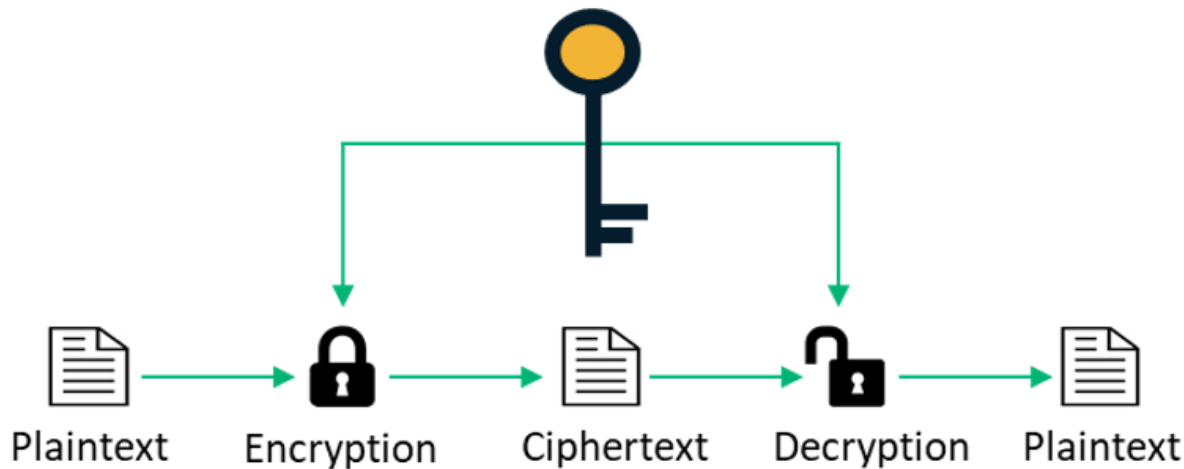 Plaintext
Encryption
Ciphertext
Decryption
Plaintext